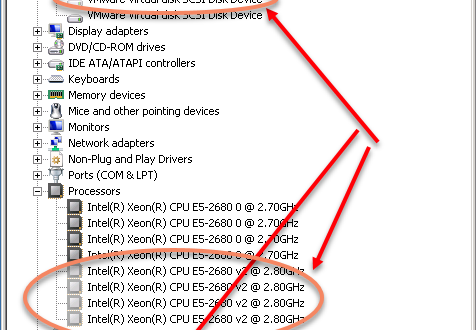 VMware Virtual disk SCSI Disk Device
VMware Virtual disk SCSI Disk Device
Display adapters
DVD/CD-ROM drives
IDE ATA/ATAPI controllers
Keyboards
Memory devices
Mice and other pointing devices
Monitors
Network adapters
Non-Plug and Play Drivers
Ports (COM & LPT)
Processors
Intel(R) Xeon(R) CPU E5-2680 0 @ 2.70GHz
Intel(R) Xeon(R) CPU E5-2680 0 @ 2.70GHz
Intel(R) Xeon(R) CPU E5-2680 0 @ 2.70GHz
Intel(R) Xeon(R) CPU E5-2680 0 @ 2.70GHz
Intel(R) Xeon(R) CPU E5-2680 v2 @ 2.80GHz
Intel(R) Xeon(R) CPU E5-2680 v2 @ 2.80GHz
Intel(R) Xeon(R) CPU E5-2680 v2 @ 2.80GHz
Intel(R) Xeon(R) CPU E5-2680 v2 @ 2.80GHz